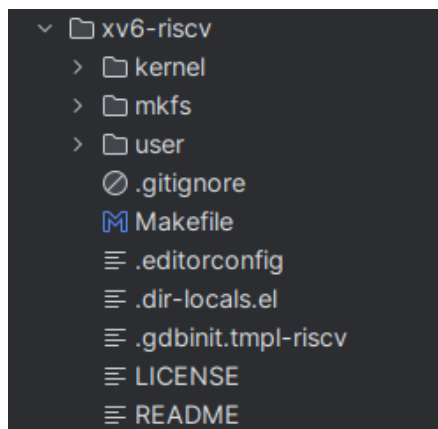 xv6-riscv
kernel
mkfs
user
.gitignore
Makefile
.editorconfig
.dir-locals.el
.gdbinit.tmpl-riscv
LICENSE
README